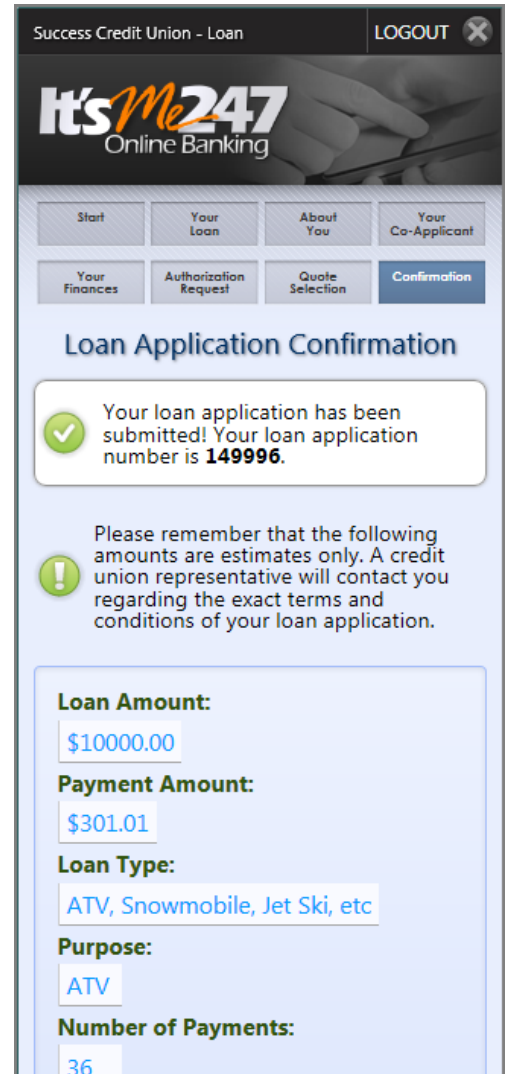 Success Credit Union - Loan
LOGOUT
It'sMe247
Online Banking
Start
Your
Loan
About
You
Your
Co-Applicant
Your
Finances
Authorization
Request
Quote
Selection
Confirmation
Loan Application Confirmation
Your loan application has been
submitted! Your loan application
number is 149996.
Please remember that the following
amounts are estimates only. A credit
union representative will contact you
regarding the exact terms and
conditions of your loan application.
Loan Amount:
$10000.00
Payment Amount:
$301.01
Loan Type:
ATV, Snowmobile, Jet Ski, etc
Purpose:
ATV
Number of Payments:
36